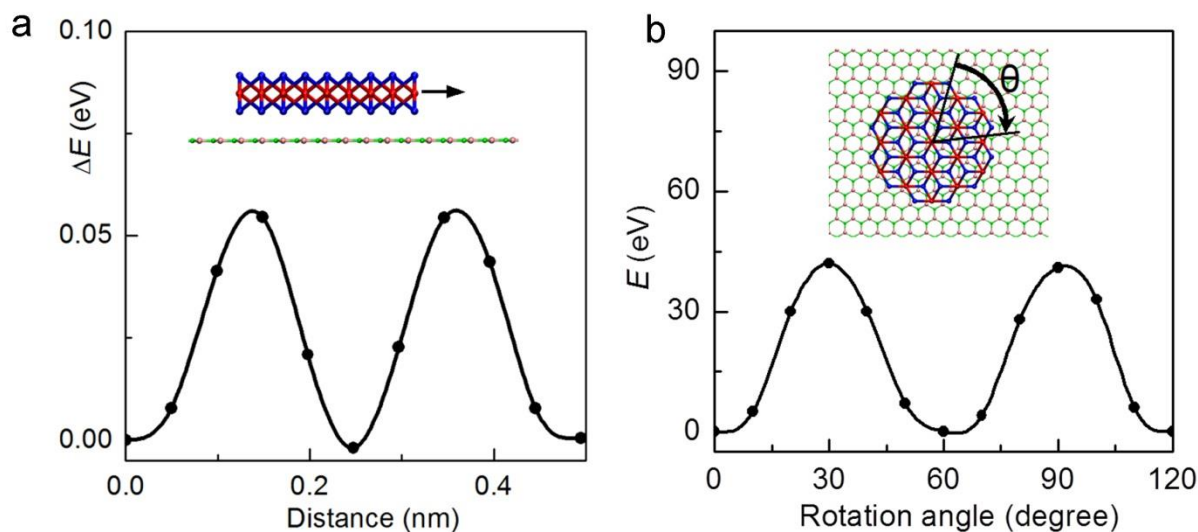 a
0.10
0.05
0.00
ΔE (eV)
0.0
0.2
0.4
Distance (nm)
b
90
60
30
0
E (eV)
θ
0
30
60
90
120
Rotation angle (degree)